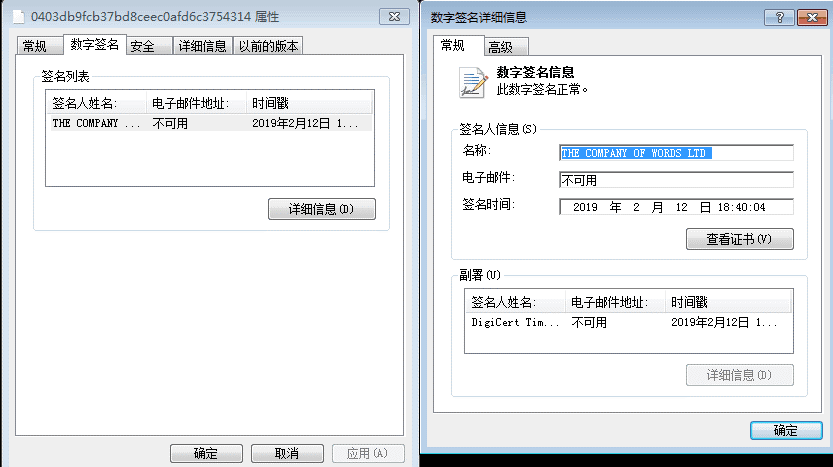 0403db9fcb37bd8ceec0afd6c3754314 属性
常规 数字签名 安全 详细信息 以前的版本
签名列表
签名人姓名: 电子邮件地址: 时间戳
THE COMPANY ... 不可用 2019年2月12日 1...
详细信息(D)
确定 取消 应用(A)
数字签名详细信息
常规 高级
数字签名信息
此数字签名正常。
签名人信息(S)
名称: THE COMPANY OF WORDS LTD
电子邮件: 不可用
签名时间: 2019 年 2 月 12 日 18:40:04
查看证书(V)
副署(U)
签名人姓名: 电子邮件地址: 时间戳
DigiCert Tim... 不可用 2019年2月12日 1...
详细信息(D)
确定